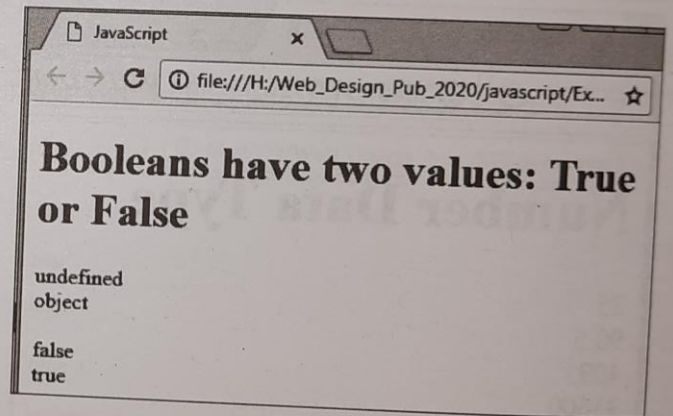 JavaScript
file:///H:/Web_Design_Pub_2020/javascript/Ex...
Booleans have two values: True
or False
undefined
object
false
true